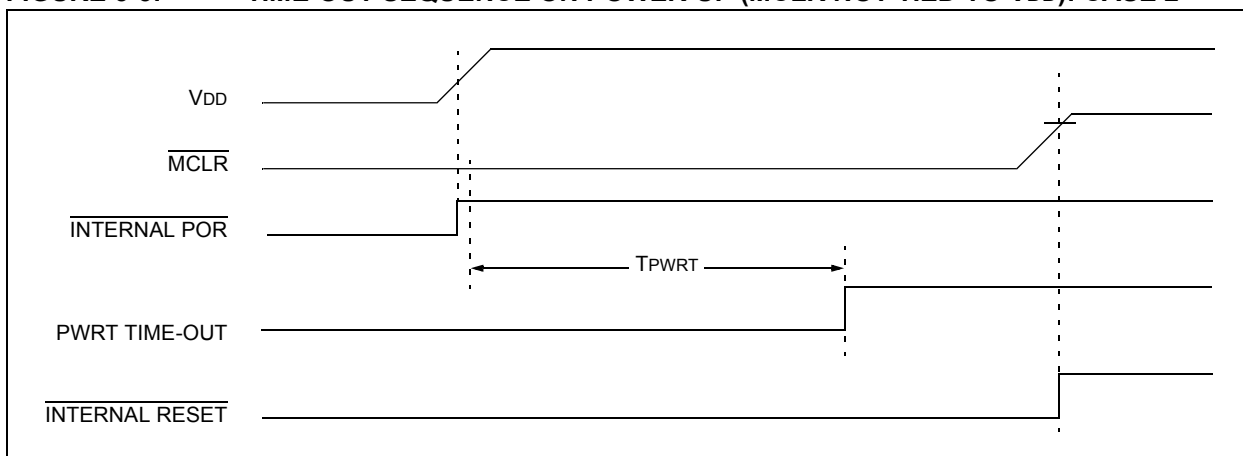 VDD
MCLR
INTERNAL POR
TPWRT
PWRT TIME-OUT
INTERNAL RESET